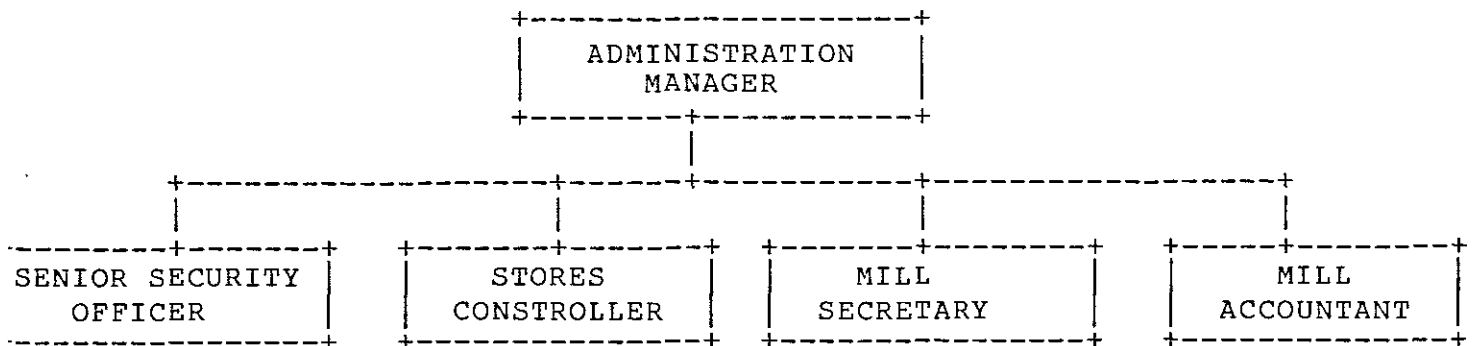 ADMINISTRATION
MANAGER
SENIOR SECURITY
OFFICER
STORES
CONSTROLLER
MILL
SECRETARY
MILL
ACCOUNTANT